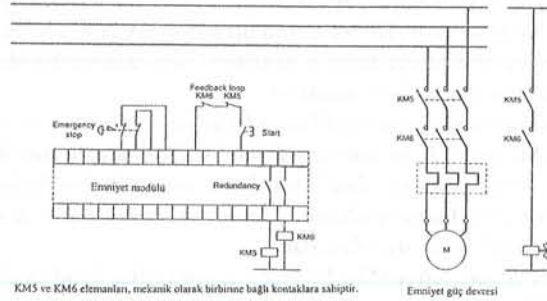 Feedback loop
KM6 KM5
Emergency
stop
Start
Emniyet modülü
Redundancy
KM5
KM6
KM5
KM6
M
KM5
KM6
KM5 ve KM6 elemanları, mekanik olarak birbirine bağlı kontaklara sahiptir.
Emniyet güç devresi